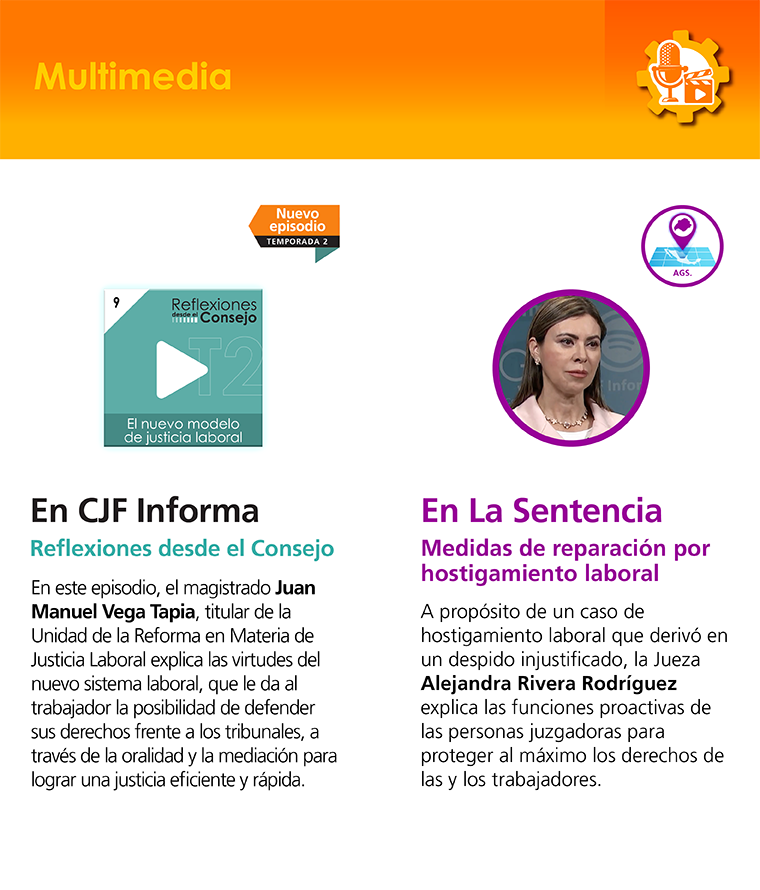 Multimedia
Nuevo
episodio
TEMPORADA 2
9
Reflexiones
desde el Consejo
T2
El nuevo modelo
de justicia laboral
En CJF Informa
Reflexiones desde el Consejo
En este episodio, el magistrado Juan
Manuel Vega Tapia, titular de la
Unidad de la Reforma en Materia de
Justicia Laboral explica las virtudes del
nuevo sistema laboral, que le da al
trabajador la posibilidad de defender
sus derechos frente a los tribunales, a
través de la oralidad y la mediación para
lograr una justicia eficiente y rápida.
AGS.
En La Sentencia
Medidas de reparación por
hostigamiento laboral
A propósito de un caso de
hostigamiento laboral que derivó en
un despido injustificado, la Jueza
Alejandra Rivera Rodríguez
explica las funciones proactivas de
las personas juzgadoras para
proteger al máximo los derechos de
las y los trabajadores.